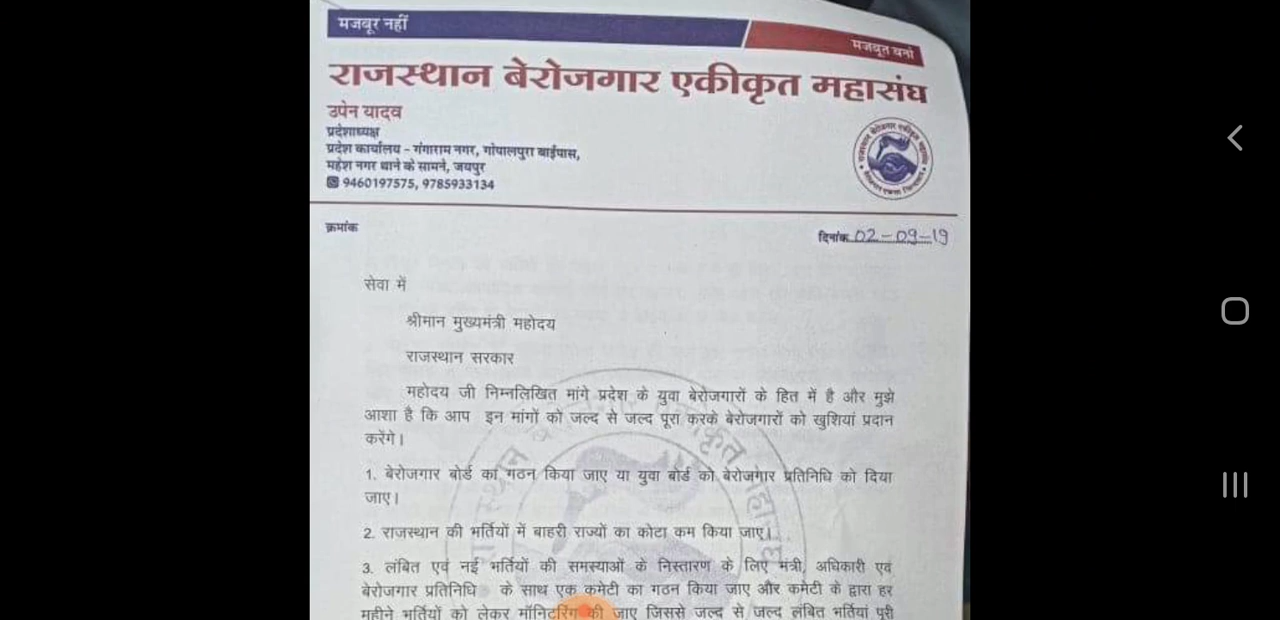 मजबूर नहीं
मजबूत बनो
राजस्थान बेरोजगार एकीकृत महासंघ
उपेन यादव
प्रदेशाध्यक्ष
प्रदेश कार्यालय - गंगाराम नगर, गोपालपुरा बाईपास,
महेश नगर थाने के सामने, जयपुर
9460197575, 9785933134
क्रमांक
दिनांक 02-09-19
सेवा में
श्रीमान मुख्यमंत्री महोदय
राजस्थान सरकार
महोदय जी निम्नलिखित मांगे प्रदेश के युवा बेरोजगारों के हित में है और मुझे
आशा है कि आप इन मांगों को जल्द से जल्द पूरा करके बेरोजगारों को खुशियां प्रदान
करेंगे।
1. बेरोजगार बोर्ड का गठन किया जाए या युवा बोर्ड को बेरोजगार प्रतिनिधि को दिया
जाए।
2. राजस्थान की भर्तियों में बाहरी राज्यों का कोटा कम किया जाए।
3. लंबित एवं नई भर्तियों की समस्याओं के निस्तारण के लिए मंत्री, अधिकारी एवं
बेरोजगार प्रतिनिधि के साथ एक कमेटी का गठन किया जाए और कमेटी के द्वारा हर
महीने भर्तियों को लेकर मॉनिटरिंग की जाए जिससे जल्द से जल्द लंबित भर्तियां पूरी